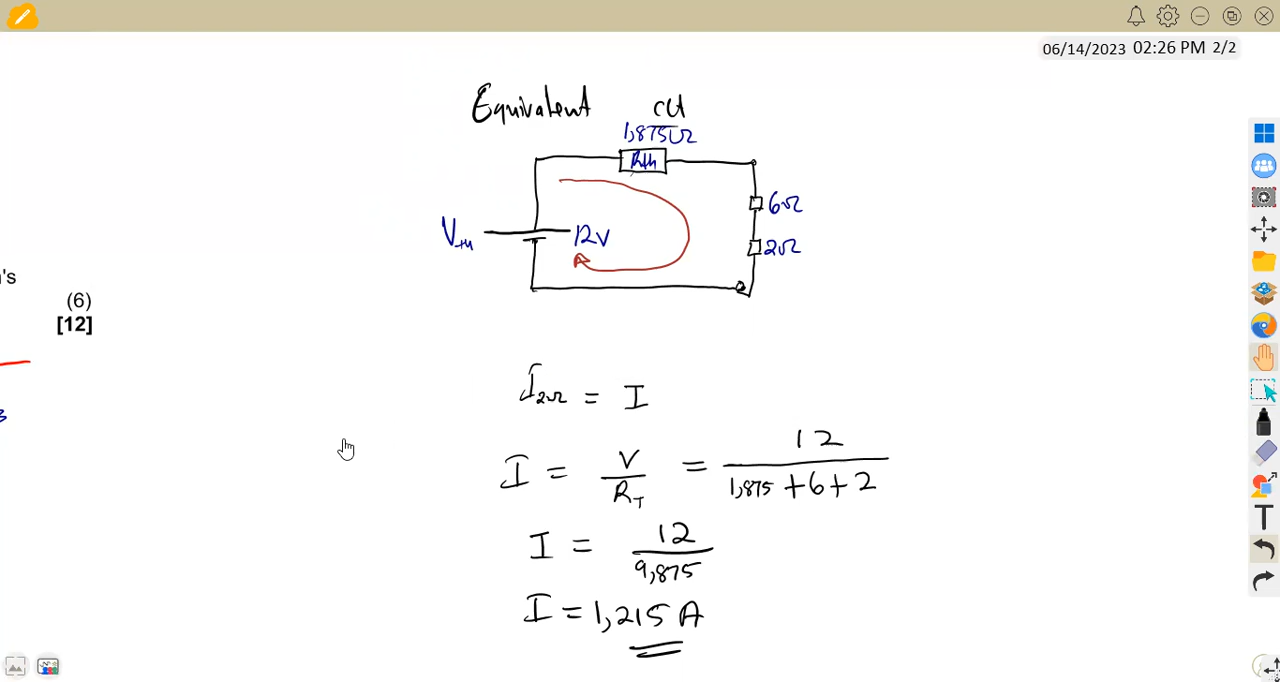 06/14/2023 02:26 PM 2/2
Equivalent cct
1,875Ω
Rth
6Ω
Vth
12V
2Ω
n's
(6)
[12]
I2Ω = I
I = V/RT = 12/1,875 + 6 + 2
I = 12/9,875
I = 1,215 A
T